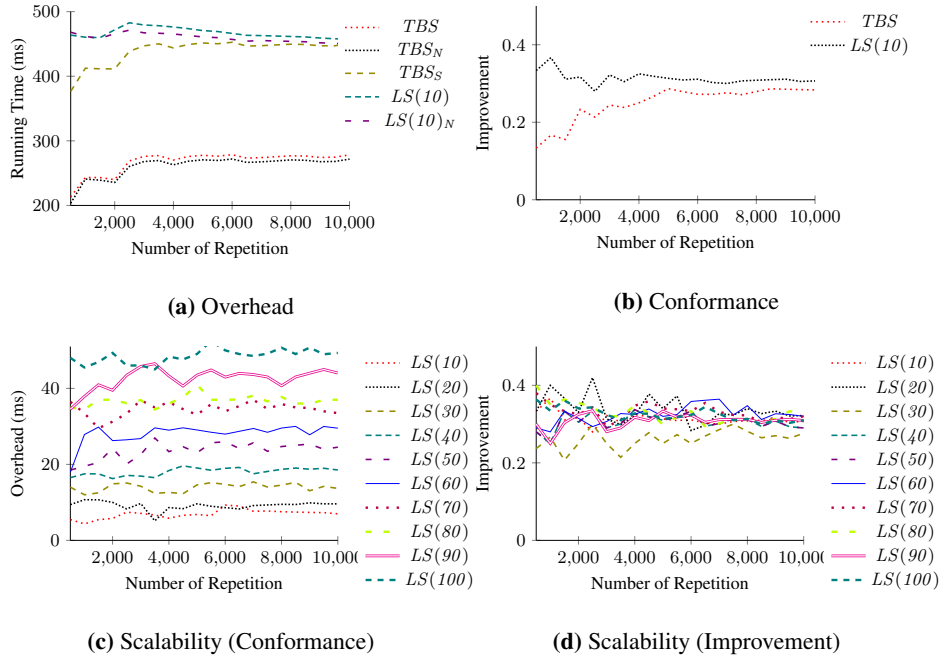 500
400
300
200
2,000 4,000 6,000 8,000 10,000
Number of Repetition
Running Time (ms)
TBS
TBS_N
TBS_S
LS(10)
LS(10)_N
(a) Overhead
0.4
0.2
0
2,000 4,000 6,000 8,000 10,000
Number of Repetition
Improvement
TBS
LS(10)
(b) Conformance
40
20
0
2,000 4,000 6,000 8,000 10,000
Number of Repetition
Overhead (ms)
LS(10)
LS(20)
LS(30)
LS(40)
LS(50)
LS(60)
LS(70)
LS(80)
LS(90)
LS(100)
(c) Scalability (Conformance)
0.4
0.2
0
2,000 4,000 6,000 8,000 10,000
Number of Repetition
Improvement
LS(10)
LS(20)
LS(30)
LS(40)
LS(50)
LS(60)
LS(70)
LS(80)
LS(90)
LS(100)
(d) Scalability (Improvement)